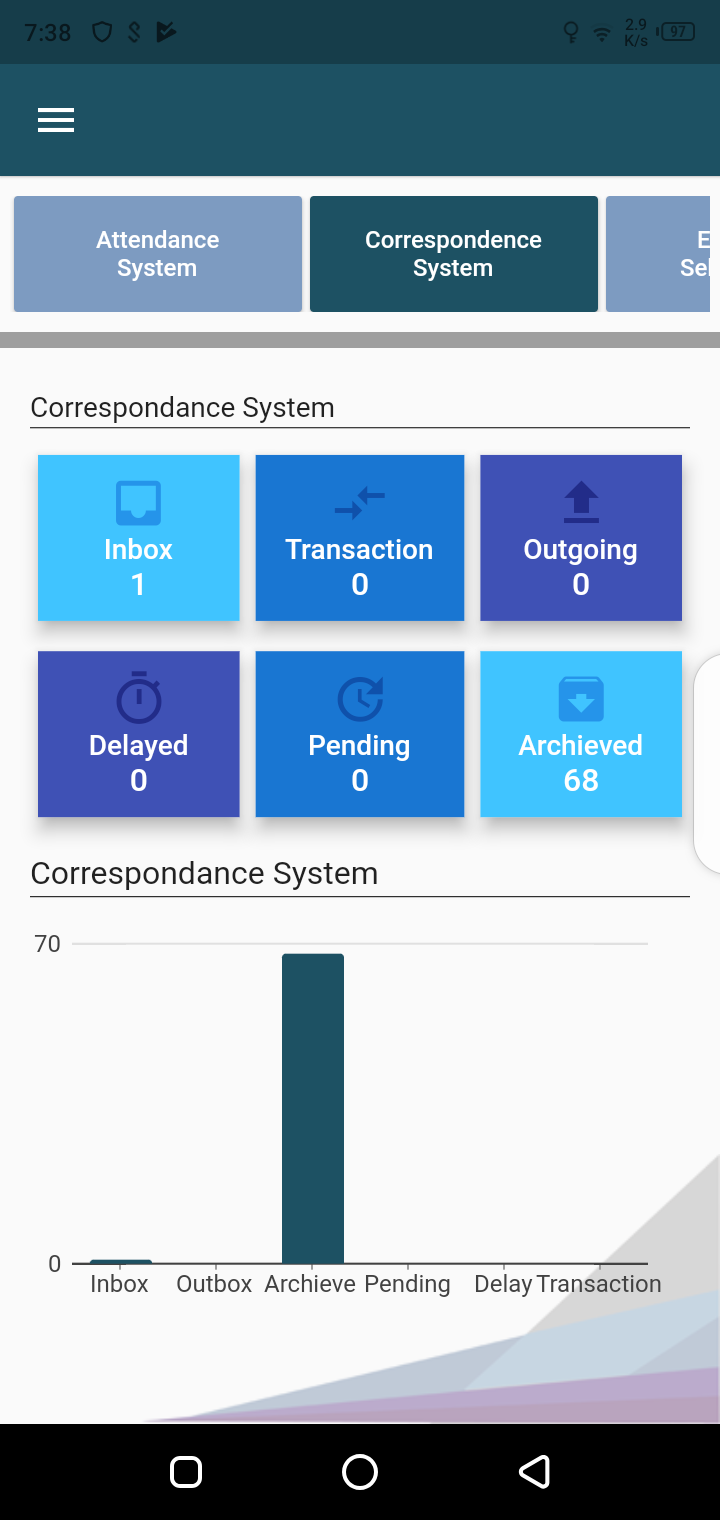 7:38
2.9
K/s
97
Attendance
System
Correspondence
System
E
Sel
Correspondance System
Inbox
1
Transaction
0
Outgoing
0
Delayed
0
Pending
0
Archieved
68
Correspondance System
70
0
Inbox Outbox Archieve Pending Delay Transaction